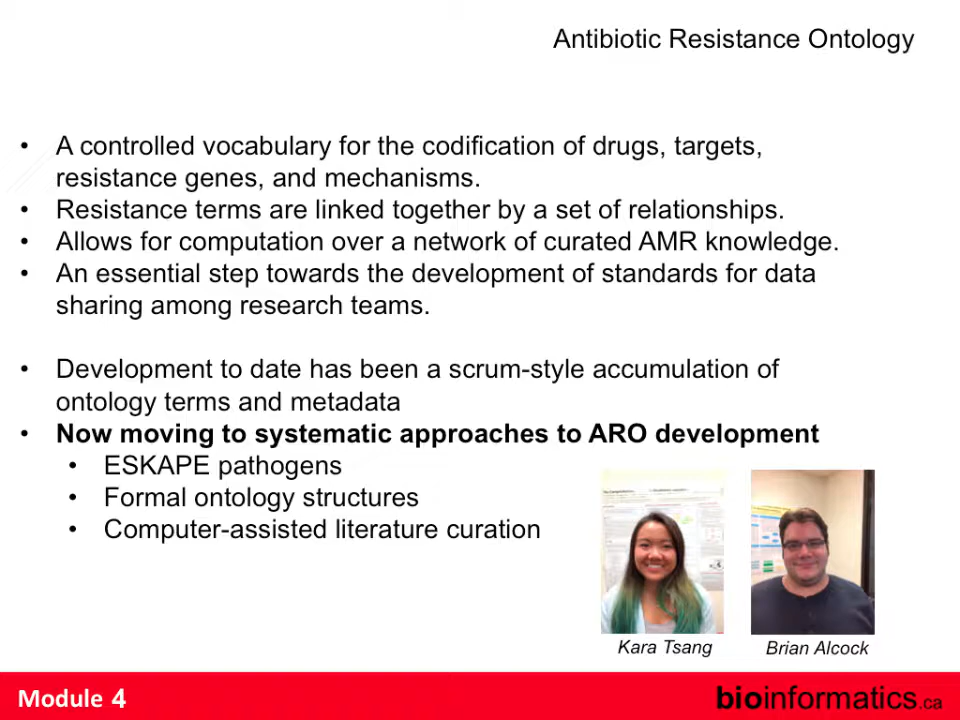 Antibiotic Resistance Ontology
• A controlled vocabulary for the codification of drugs, targets,
resistance genes, and mechanisms.
• Resistance terms are linked together by a set of relationships.
• Allows for computation over a network of curated AMR knowledge.
• An essential step towards the development of standards for data
sharing among research teams.
• Development to date has been a scrum-style accumulation of
ontology terms and metadata
• Now moving to systematic approaches to ARO development
• ESKAPE pathogens
• Formal ontology structures
• Computer-assisted literature curation
Kara Tsang
Brian Alcock
Module 4
bioinformatics.ca